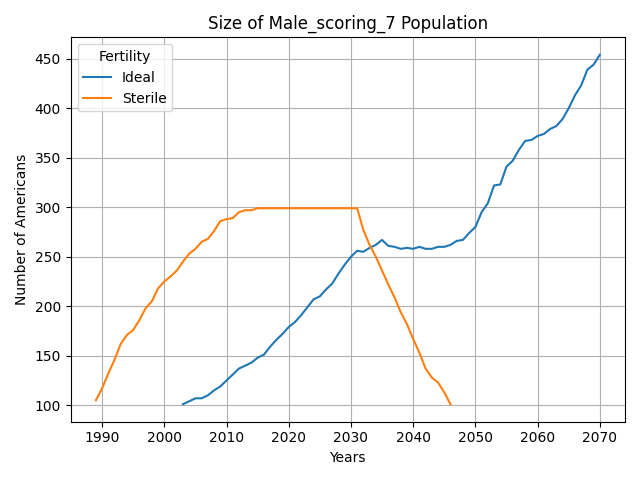 Size of Male_scoring_7 Population
Fertility
Ideal
Sterile
Number of Americans
450
400
350
300
250
200
150
100
1990 2000 2010 2020 2030 2040 2050 2060 2070
Years